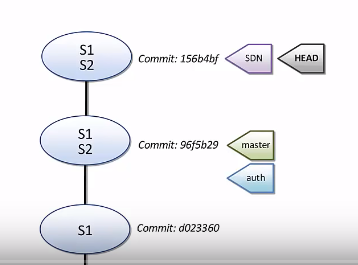 S1
S2
Commit: 156b4bf
SDN
HEAD
S1
S2
Commit: 96f5b29
master
auth
S1
Commit: d023360